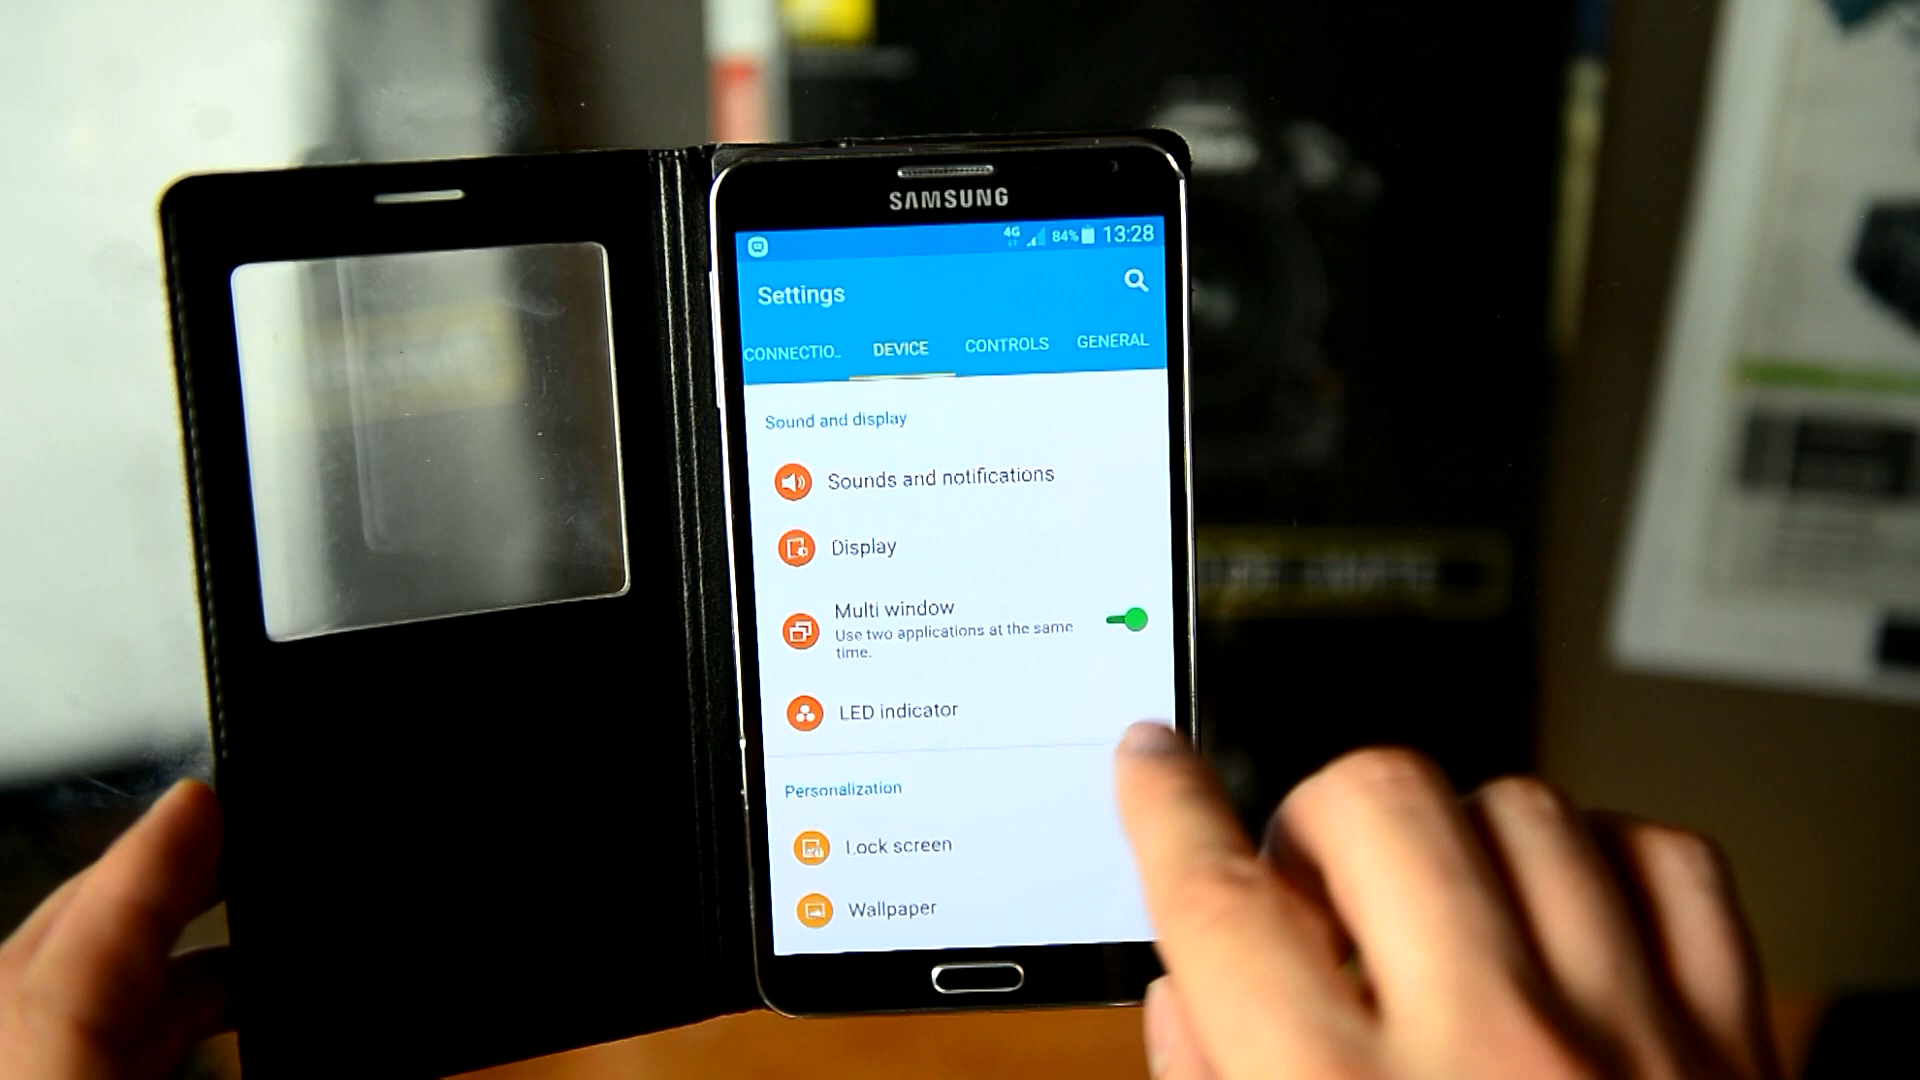 SAMSUNG
4G 84% 13:28
Settings
CONNECTIO.. DEVICE CONTROLS GENERAL
Sound and display
Sounds and notifications
Display
Multi window
Use two applications at the same
time.
LED indicator
Personalization
Lock screen
Wallpaper